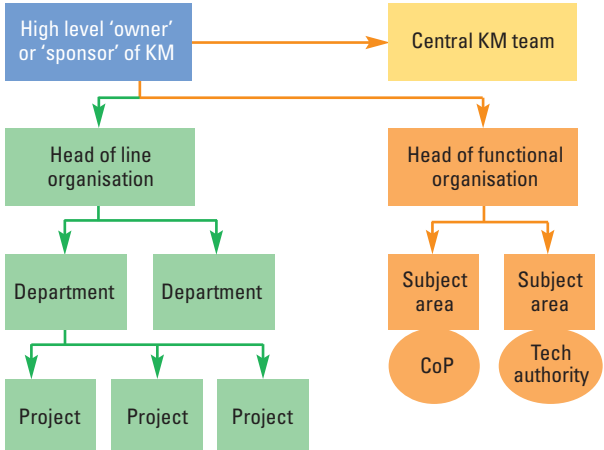 High level ‘owner’
or ‘sponsor’ of KM
Central KM team
Head of line
organisation
Head of functional
organisation
Department
Department
Subject
area
Subject
area
CoP
Tech
authority
Project
Project
Project